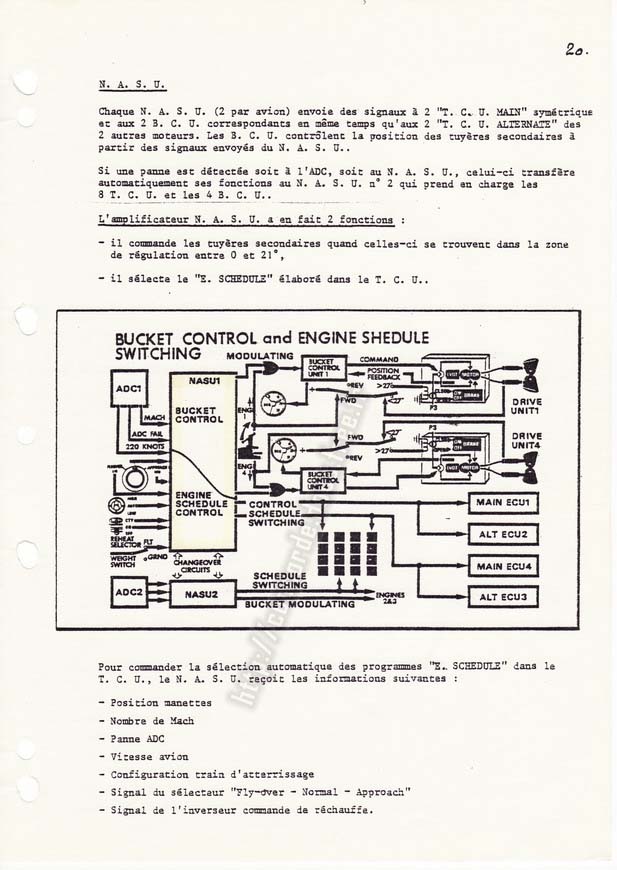 20.
N. A. S. U.
Chaque N. A. S. U. (2 par avion) envoie des signaux à 2 "T. C. U. MAIN" symétrique
et aux 2 B. C. U. correspondants en même temps qu'aux 2 "T. C. U. ALTERNATE" des
2 autres moteurs. Les B. C. U. contrôlent la position des tuyères secondaires à
partir des signaux envoyés du N. A. S. U..
Si une panne est détectée soit à l'ADC, soit au N. A. S. U., celui-ci transfère
automatiquement ses fonctions au N. A. S. U. n° 2 qui prend en charge les
8 T. C. U. et les 4 B. C. U..
L'amplificateur N. A. S. U. a en fait 2 fonctions :
- il commande les tuyères secondaires quand celles-ci se trouvent dans la zone
de régulation entre 0 et 21°,
- il sélecte le "E. SCHEDULE" élaboré dans le T. C. U..
BUCKET CONTROL and ENGINE SHEDULE
SWITCHING
MODULATING
BUCKET
CONTROL
UNIT 1
COMMAND
POSITION
FEEDBACK
ADC1
NASU1
BUCKET
CONTROL
MACH
ADC FAIL
220 KNOTS
ENG
1
REV
FWD
>27
P3
DRIVE
UNIT1
MOTOR
ENG
4
FWD
REV
>27
P3
DRIVE
UNIT4
MOTOR
BUCKET
CONTROL
UNIT 4
ENGINE
SCHEDULE
CONTROL
REHEAT
SELECTOR
FLT
WEIGHT
SWITCH
GRND
CONTROL
SCHEDULE
SWITCHING
MAIN ECU1
ALT ECU2
MAIN ECU4
ALT ECU3
CHANGEOVER
CIRCUITS
ADC2
NASU2
SCHEDULE
SWITCHING
BUCKET MODULATING
ENGINES
2&3
Pour commander la sélection automatique des programmes "E. SCHEDULE" dans le
T. C. U., le N. A. S. U. reçoit les informations suivantes :
- Position manettes
- Nombre de Mach
- Panne ADC
- Vitesse avion
- Configuration train d'atterrissage
- Signal du sélecteur "Fly-over - Normal - Approach"
- Signal de l'inverseur commande de réchauffe.